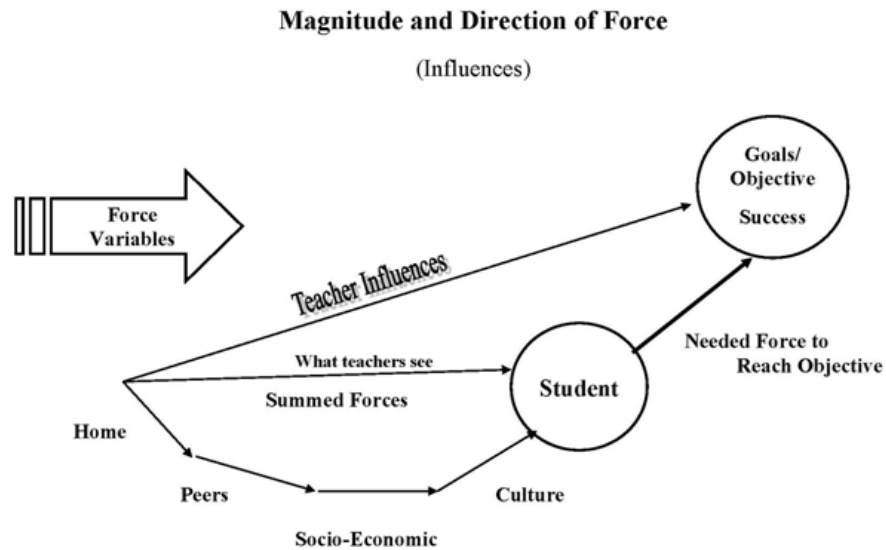 Magnitude and Direction of Force
(Influences)
Goals/
Objective
Success
Force
Variables
Teacher Influences
What teachers see
Summed Forces
Student
Needed Force to
Reach Objective
Home
Peers
Culture
Socio-Economic